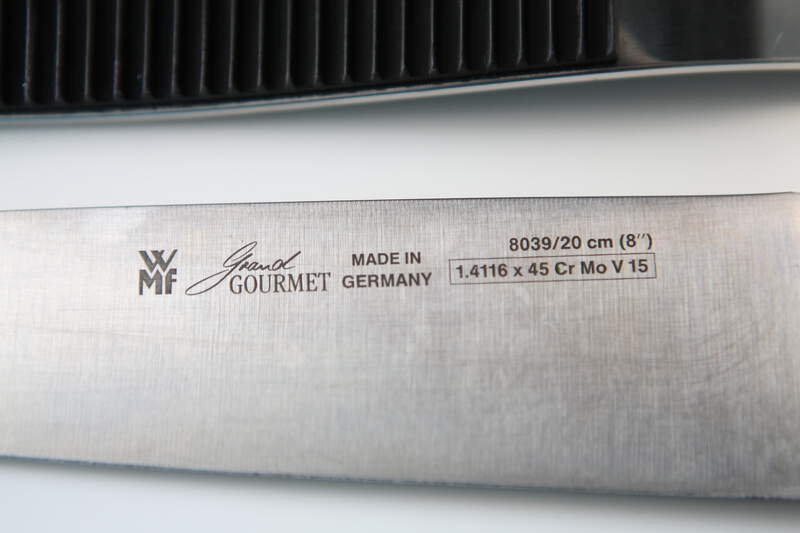 WMF
Grand
GOURMET
MADE IN
GERMANY
8039/20 cm (8″)
1.4116 x 45 Cr Mo V 15